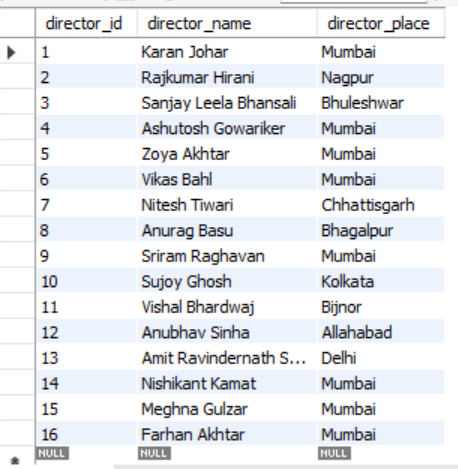 director_id director_name director_place
1 Karan Johar Mumbai
2 Rajkumar Hirani Nagpur
3 Sanjay Leela Bhansali Bhuleshwar
4 Ashutosh Gowariker Mumbai
5 Zoya Akhtar Mumbai
6 Vikas Bahl Mumbai
7 Nitesh Tiwari Chhattisgarh
8 Anurag Basu Bhagalpur
9 Sriram Raghavan Mumbai
10 Sujoy Ghosh Kolkata
11 Vishal Bhardwaj Bijnor
12 Anubhav Sinha Allahabad
13 Amit Ravindernath S... Delhi
14 Nishikant Kamat Mumbai
15 Meghna Gulzar Mumbai
16 Farhan Akhtar Mumbai
NULL NULL NULL